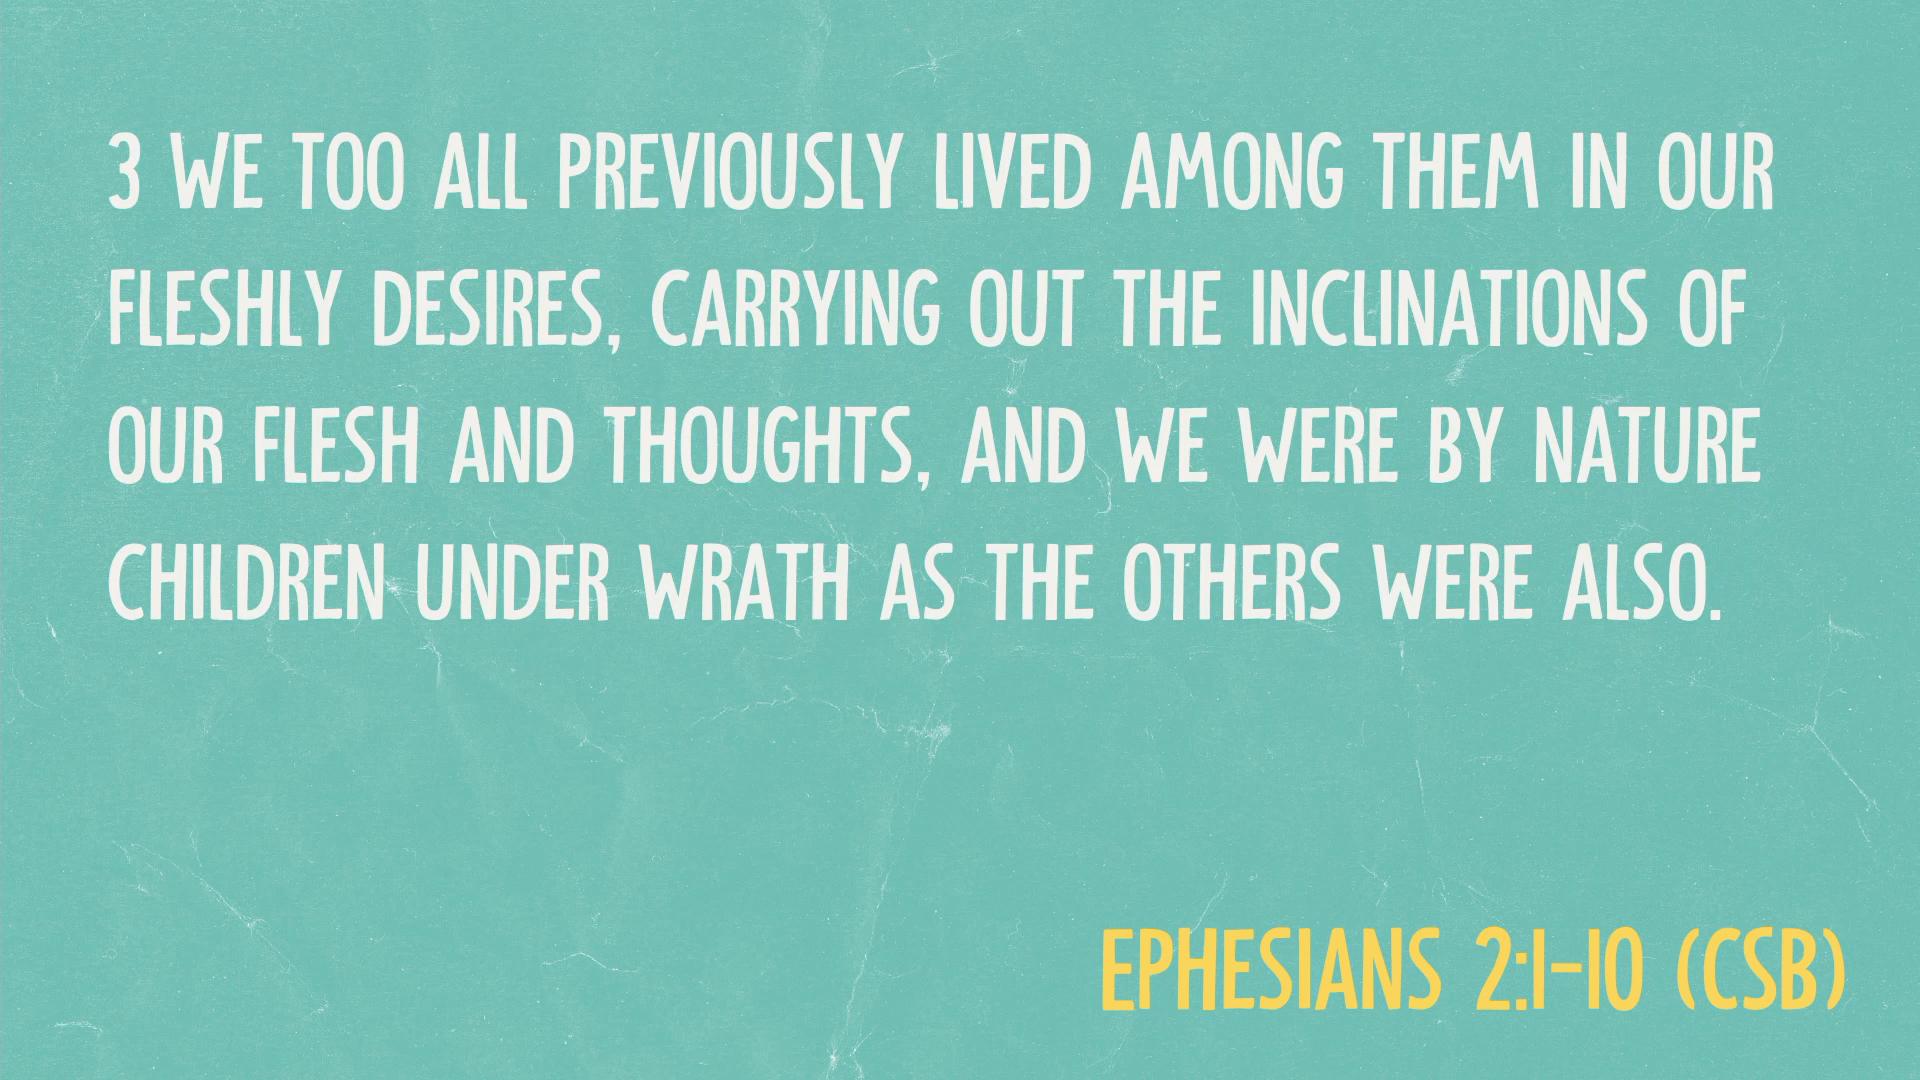 3 WE TOO ALL PREVIOUSLY LIVED AMONG THEM IN OUR
FLESHLY DESIRES, CARRYING OUT THE INCLINATIONS OF
OUR FLESH AND THOUGHTS, AND WE WERE BY NATURE
CHILDREN UNDER WRATH AS THE OTHERS WERE ALSO.
EPHESIANS 2:1-10 (CSB)